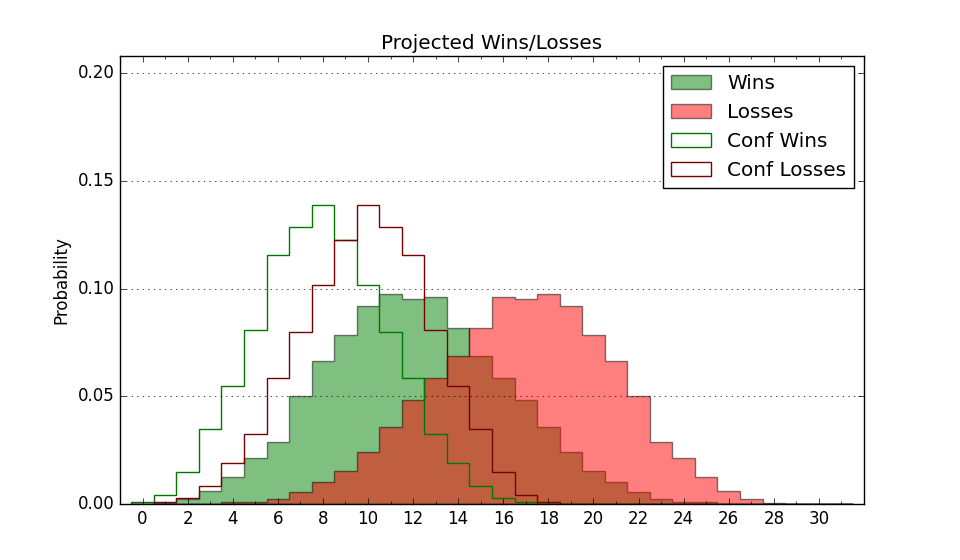 Projected Wins/Losses
0.20
0.15
0.10
0.05
0.00
Probability
Wins
Losses
Conf Wins
Conf Losses
0 2 4 6 8 10 12 14 16 18 20 22 24 26 28 30